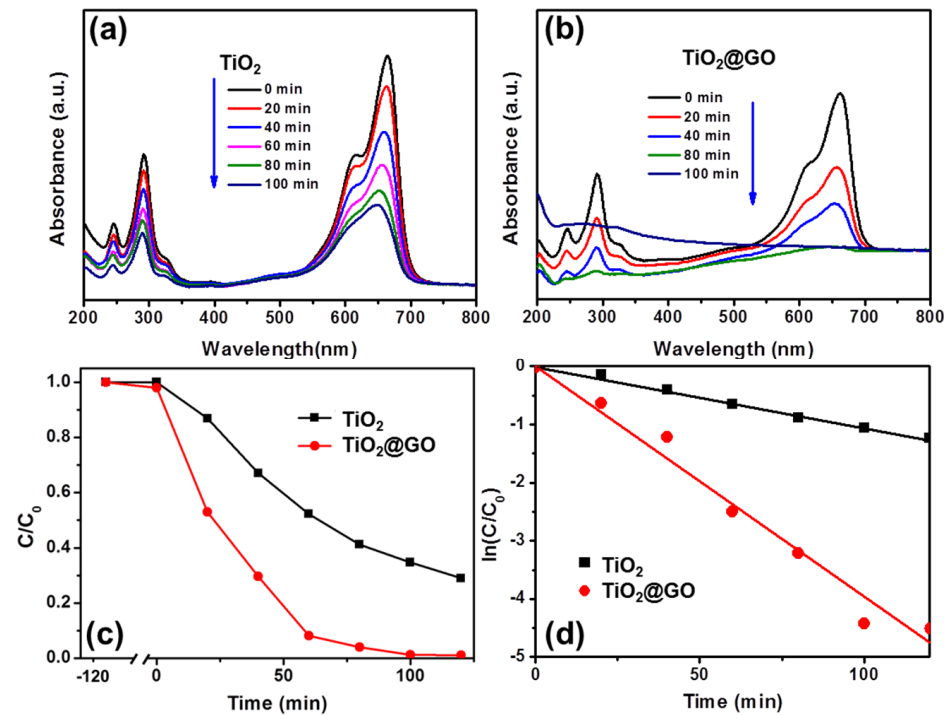 (a)
TiO2
0 min
20 min
40 min
60 min
80 min
100 min
Absorbance (a.u.)
200 300 400 500 600 700 800
Wavelength(nm)
(b)
TiO2@GO
0 min
20 min
40 min
80 min
100 min
Absorbance (a.u.)
200 300 400 500 600 700 800
Wavelength (nm)
1.0
0.8
0.6
0.4
0.2
0.0
C/C0
TiO2
TiO2@GO
(c)
-120 0 50 100
Time (min)
0
-1
-2
-3
-4
-5
ln(C/C0)
TiO2
TiO2@GO
(d)
0 50 100
Time (min)